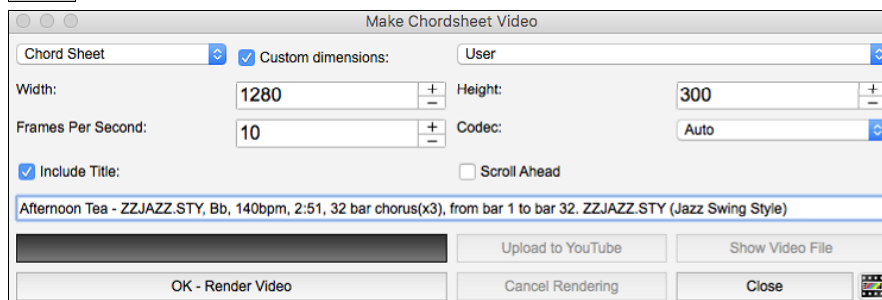 Make Chordsheet Video
Chord Sheet Custom dimensions: User
Width: 1280 + − Height: 300 + −
Frames Per Second: 10 + − Codec: Auto
Include Title: Scroll Ahead
Afternoon Tea - ZZJAZZ.STY, Bb, 140bpm, 2:51, 32 bar chorus(x3), from bar 1 to bar 32. ZZJAZZ.STY (Jazz Swing Style)
Upload to YouTube Show Video File
OK - Render Video Cancel Rendering Close